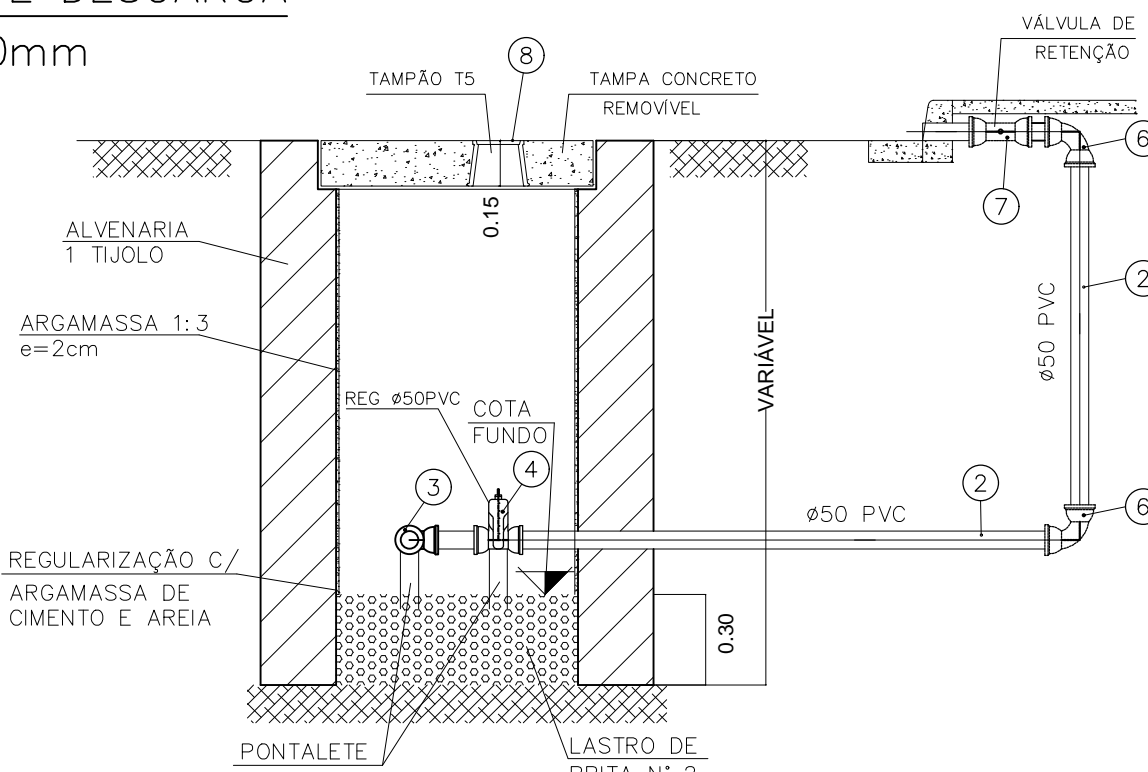 DESCARGA
0mm
VÁLVULA DE
RETENÇÃO
8
TAMPÃO T5
TAMPA CONCRETO
REMOVÍVEL
6
7
0.15
ALVENARIA
1 TIJOLO
2
ARGAMASSA 1:3
e=2cm
ø50 PVC
VARIÁVEL
REG ø50PVC
COTA
FUNDO
4
3
2
ø50 PVC
6
REGULARIZAÇÃO C/
ARGAMASSA DE
CIMENTO E AREIA
0.30
PONTALETE
LASTRO DE
BRITA N° 2